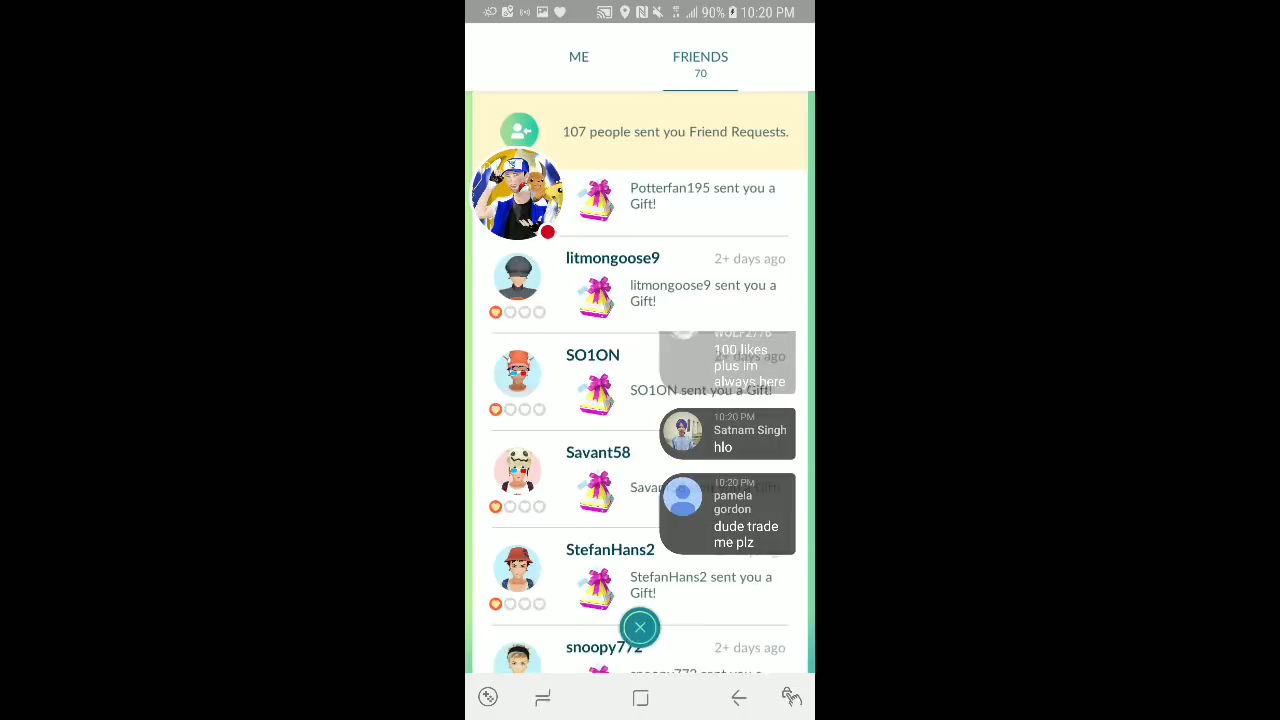 90% 10:20 PM
ME
FRIENDS
70
107 people sent you Friend Requests.
Potterfan195 sent you a
Gift!
litmongoose9
2+ days ago
litmongoose9 sent you a
Gift!
100 likes
plus im
always here
SO1ON
SO1ON sent you a Gift!
10:20 PM
Satnam Singh
hlo
Savant58
10:20 PM
pamela
gordon
dude trade
me plz
StefanHans2
StefanHans2 sent you a
Gift!
snoopy772
2+ days ago